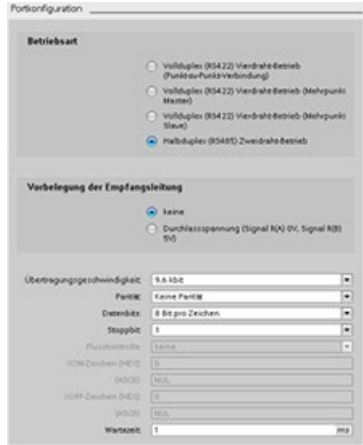 Portkonfiguration
Betriebsart
Vollduplex (RS422) Vierdraht-Betrieb
(Punkt-zu-Punkt-Verbindung)
Vollduplex (RS422) Vierdraht-Betrieb (Mehrpunkt
Master)
Vollduplex (RS422) Vierdraht-Betrieb (Mehrpunkt
Slave)
Halbduplex (RS485) Zweidraht-Betrieb
Vorbelegung der Empfangsleitung
keine
Durchlassspannung (Signal R(A) 0V, Signal R(B)
5V)
Übertragungsgeschwindigkeit: 9,6 kbit
Parität: Keine Parität
Datenbits: 8 Bit pro Zeichen
Stoppbit: 1
Flusskontrolle: Keine
XON-Zeichen (HEX): 0
(ASCII): NUL
XOFF-Zeichen (HEX): 0
(ASCII): NUL
Wartezeit: 1 ms